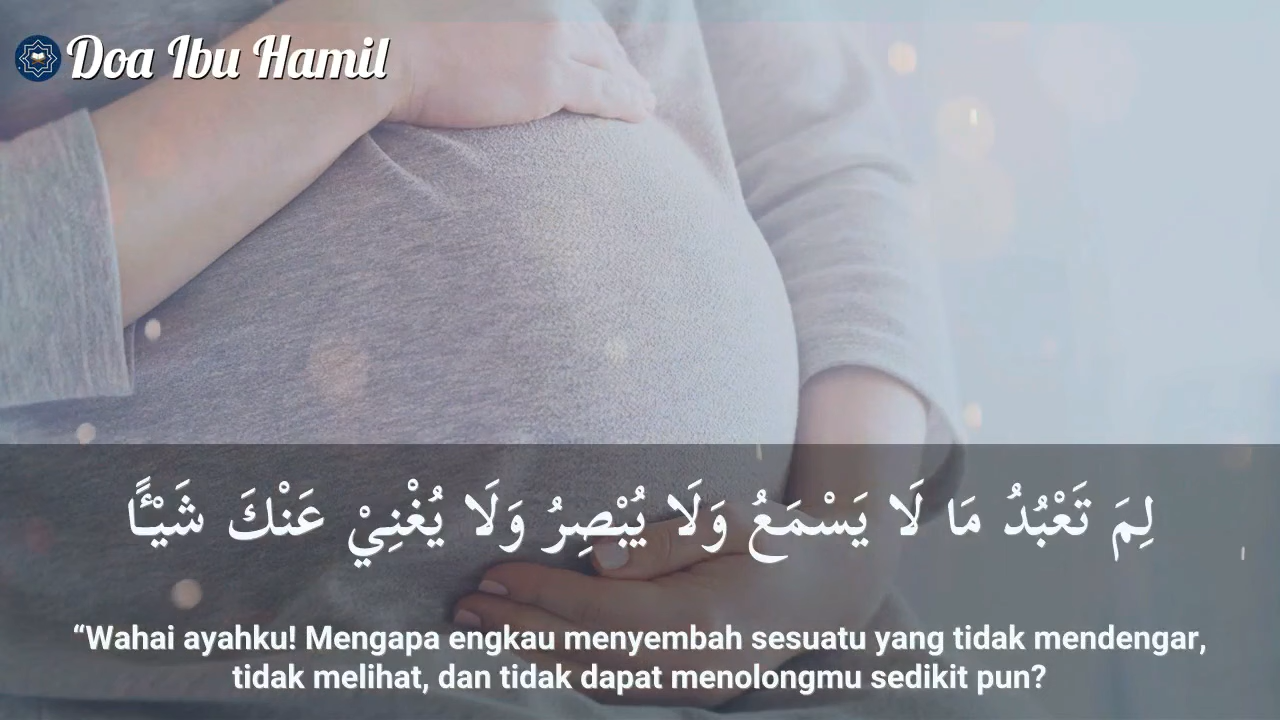 Doa Ibu Hamil
لِمَ تَعْبُدُ مَا لَا يَسْمَعُ وَلَا يُبْصِرُ وَلَا يُغْنِيْ عَنْكَ شَيْـًٔا
“Wahai ayahku! Mengapa engkau menyembah sesuatu yang tidak mendengar,
tidak melihat, dan tidak dapat menolongmu sedikit pun?